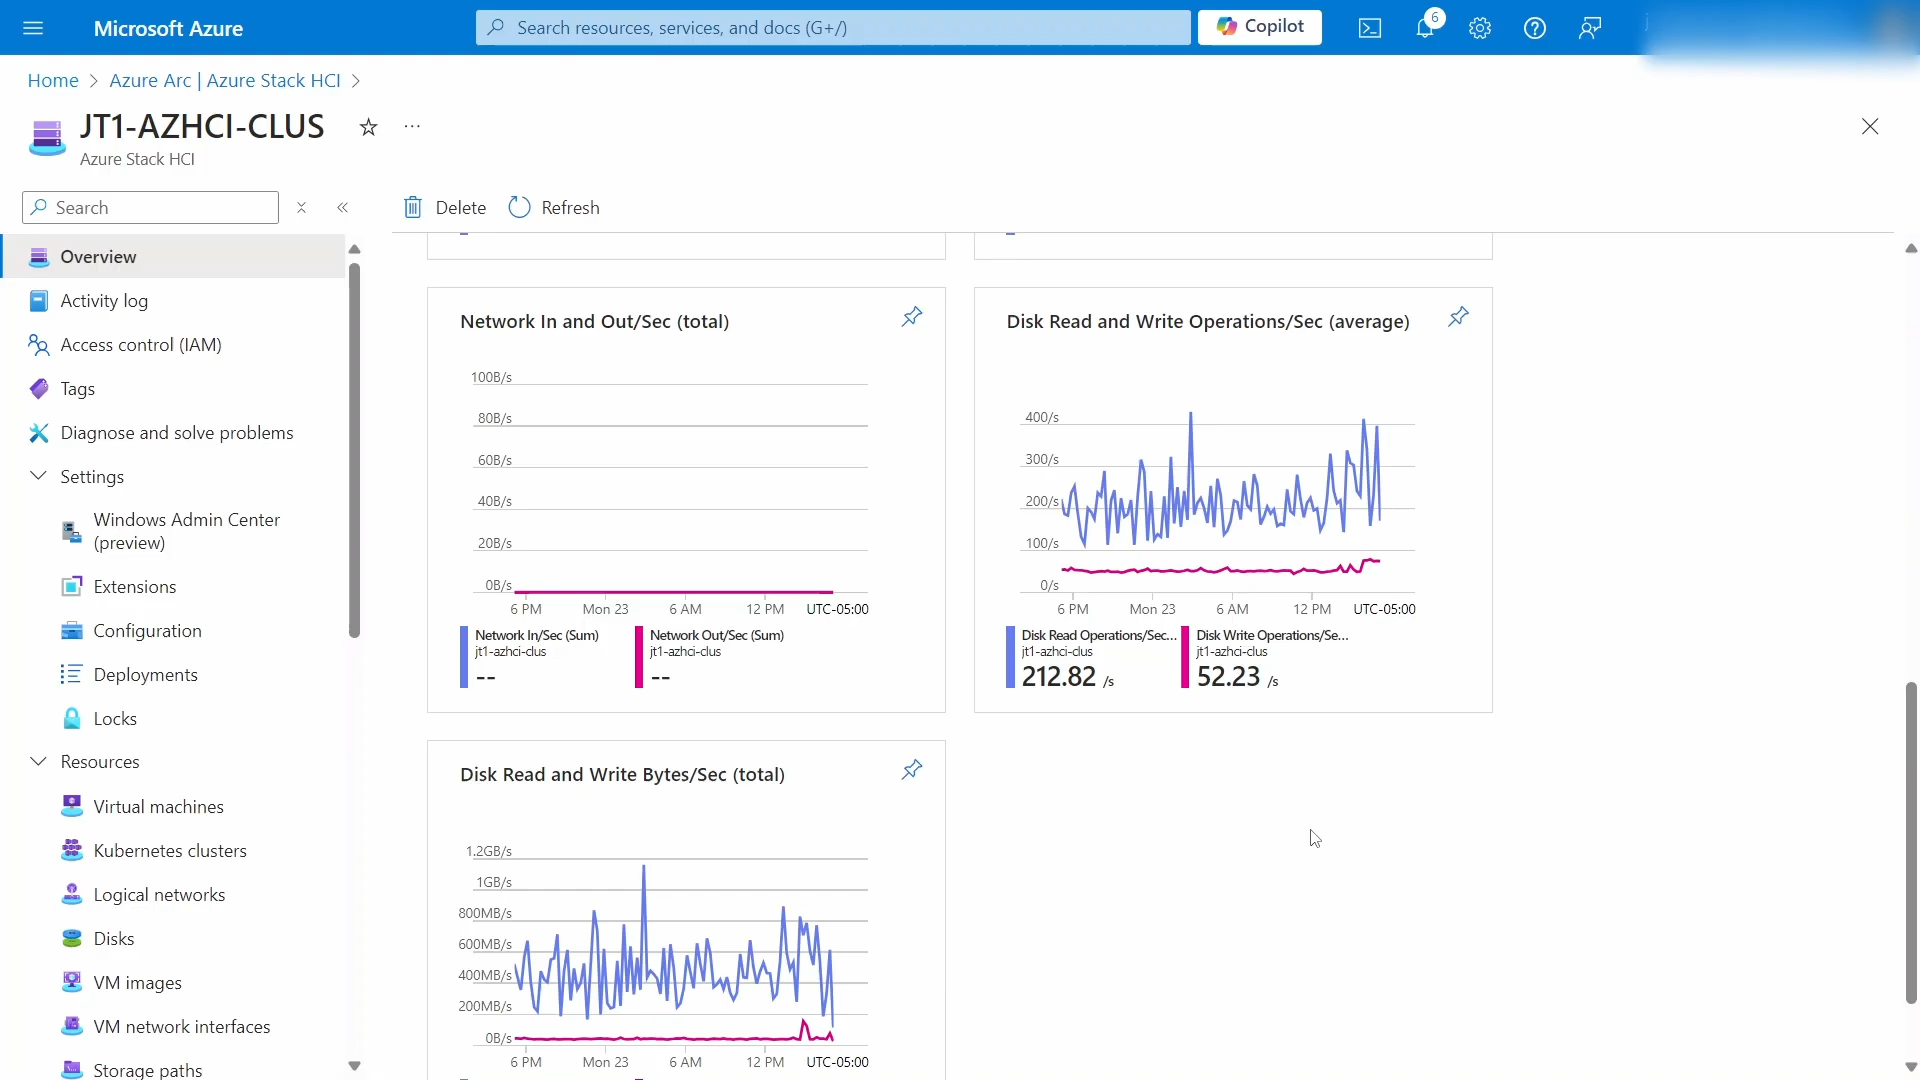 Microsoft Azure
Search resources, services, and docs (G+/)
Copilot
6
Home > Azure Arc | Azure Stack HCI >
JT1-AZHCI-CLUS
...
Azure Stack HCI
Search
Delete
Refresh
Overview
Activity log
Access control (IAM)
Tags
Diagnose and solve problems
Settings
Windows Admin Center
(preview)
Extensions
Configuration
Deployments
Locks
Resources
Virtual machines
Kubernetes clusters
Logical networks
Disks
VM images
VM network interfaces
Storage paths
Network In and Out/Sec (total)
100B/s
80B/s
60B/s
40B/s
20B/s
0B/s
6 PM Mon 23 6 AM 12 PM UTC-05:00
Network In/Sec (Sum)
jt1-azhci-clus
--
Network Out/Sec (Sum)
jt1-azhci-clus
--
Disk Read and Write Operations/Sec (average)
400/s
300/s
200/s
100/s
0/s
6 PM Mon 23 6 AM 12 PM UTC-05:00
Disk Read Operations/Sec...
jt1-azhci-clus
212.82 /s
Disk Write Operations/Se...
jt1-azhci-clus
52.23 /s
Disk Read and Write Bytes/Sec (total)
1.2GB/s
1GB/s
800MB/s
600MB/s
400MB/s
200MB/s
0B/s
6 PM Mon 23 6 AM 12 PM UTC-05:00